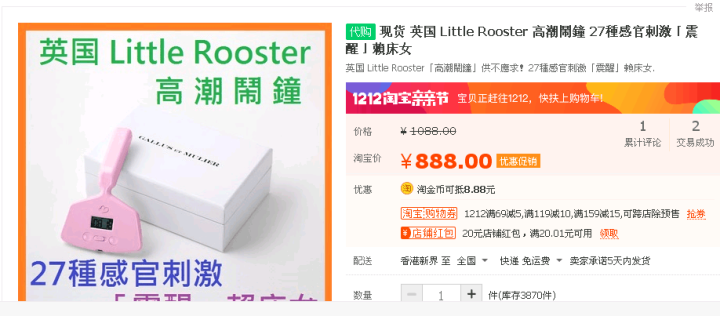 举报
英国 Little Rooster
高 潮 鬧 鐘
GALLUS et MULIER
27種感官刺激
「震醒」賴床女
代购 现货 英国 Little Rooster 高潮鬧鐘 27種感官刺激「震醒」賴床女
英国 Little Rooster「高潮鬧鐘」供不應求! 27種感官刺激「震醒」賴床女.
1212淘宝亲亲节 宝贝正赶往1212，快扶上购物车!
价格 ¥ 1088.00
淘宝价 ¥888.00 优惠促销
1 累计评论
2 交易成功
优惠 淘金币可抵8.88元
淘宝购物券 1212满69减5,满119减10,满159减15,可跨店除预售 抢券
店铺红包 20元店铺红包，满20.01元可用 领取
配送 香港新界 至 全国 快递 免运费 卖家承诺5天内发货
数量 − 1 + 件(库存3870件)